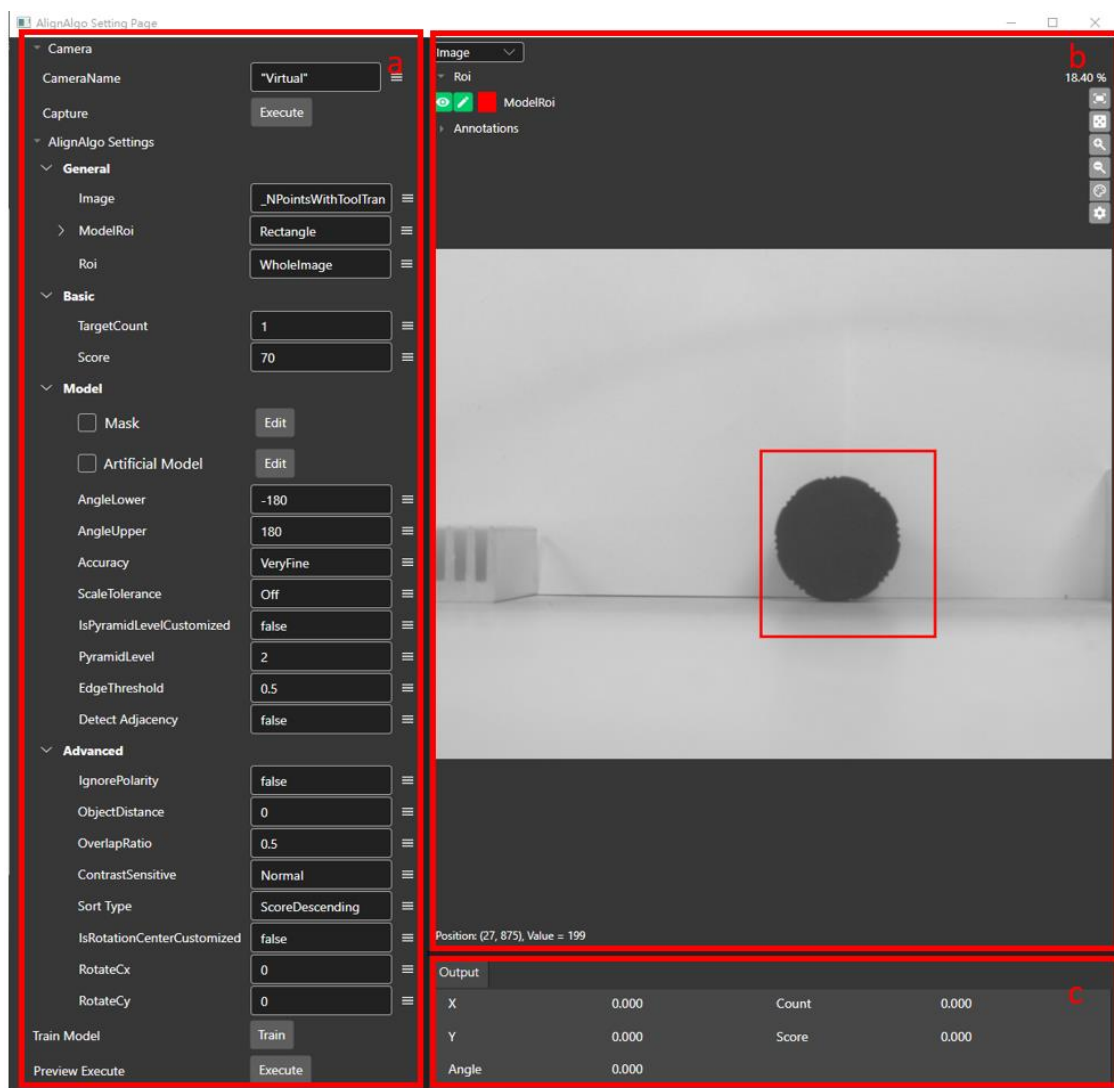 AlignAlgo Setting Page
a
Camera
CameraName "Virtual"
Capture Execute
AlignAlgo Settings
General
Image _NPointsWithToolTran
ModelRoi Rectangle
Roi WholeImage
Basic
TargetCount 1
Score 70
Model
Mask Edit
Artificial Model Edit
AngleLower -180
AngleUpper 180
Accuracy VeryFine
ScaleTolerance Off
IsPyramidLevelCustomized false
PyramidLevel 2
EdgeThreshold 0.5
Detect Adjacency false
Advanced
IgnorePolarity false
ObjectDistance 0
OverlapRatio 0.5
ContrastSensitive Normal
Sort Type ScoreDescending
IsRotationCenterCustomized false
RotateCx 0
RotateCy 0
Train Model Train
Preview Execute Execute
b
Image
Roi
18.40 %
ModelRoi
Annotations
Position: (27, 875), Value = 199
c
Output
X 0.000 Count 0.000
Y 0.000 Score 0.000
Angle 0.000